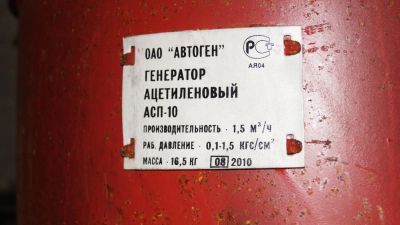 ОАО "АВТОГЕН"
АЯ04
ГЕНЕРАТОР
АЦЕТИЛЕНОВЫЙ
АСП-10
ПРОИЗВОДИТЕЛЬНОСТЬ · 1,5 М³/Ч
РАБ. ДАВЛЕНИЕ · 0,1-1,5 КГС/СМ²
МАССА · 16,5 КГ 08 2010